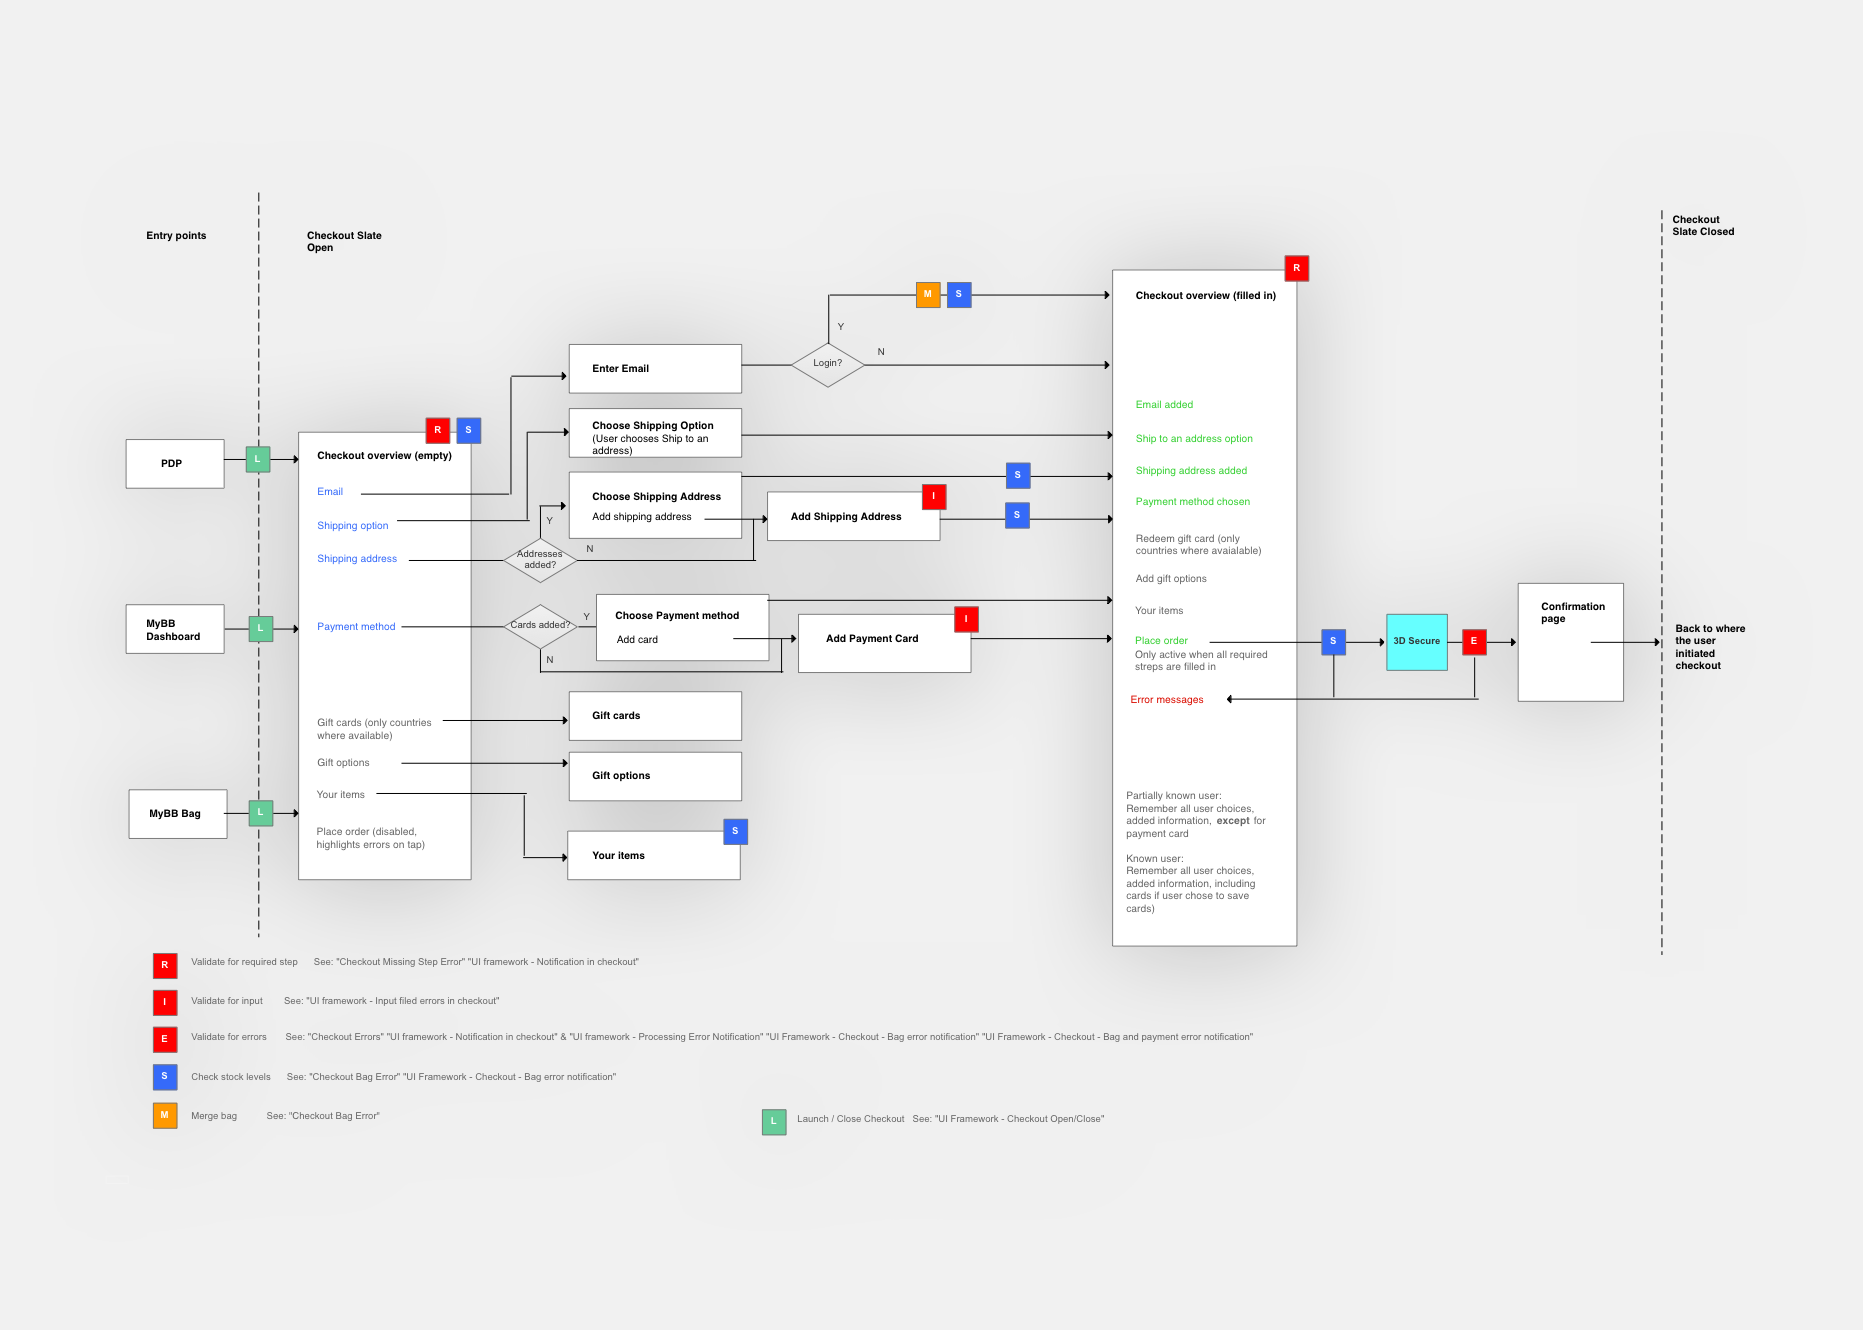 Entry points
Checkout Slate
Open
Checkout
Slate Closed
R
Checkout overview (filled in)
M
S
Y
N
Login?
Enter Email
Email added
Choose Shipping Option
(User chooses Ship to an
address)
Ship to an address option
R
S
PDP
L
Checkout overview (empty)
Email
Shipping option
Shipping address
Payment method
Gift cards (only countries
where available)
Gift options
Your items
Place order (disabled,
highlights errors on tap)
Choose Shipping Address
Add shipping address
Y
N
Addresses
added?
Add Shipping Address
I
S
S
Shipping address added
Payment method chosen
Redeem gift card (only
countries where avaialable)
Add gift options
Your items
Place order
Only active when all required
streps are filled in
Error messages
MyBB
Dashboard
L
Cards added?
Y
N
Choose Payment method
Add card
Add Payment Card
I
S
3D Secure
E
Confirmation
page
Back to where
the user
initiated
checkout
Gift cards
Gift options
MyBB Bag
L
Your items
S
Partially known user:
Remember all user choices,
added information, except for
payment card
Known user:
Remember all user choices,
added information, including
cards if user chose to save
cards)
R Validate for required step See: "Checkout Missing Step Error" "UI framework - Notification in checkout"
I Validate for input See: "UI framework - Input filed errors in checkout"
E Validate for errors See: "Checkout Errors" "UI framework - Notification in checkout" & "UI framework - Processing Error Notification" "UI Framework - Checkout - Bag error notification" "UI Framework - Checkout - Bag and payment error notification"
S Check stock levels See: "Checkout Bag Error" "UI Framework - Checkout - Bag error notification"
M Merge bag See: "Checkout Bag Error"
L Launch / Close Checkout See: "UI Framework - Checkout Open/Close"